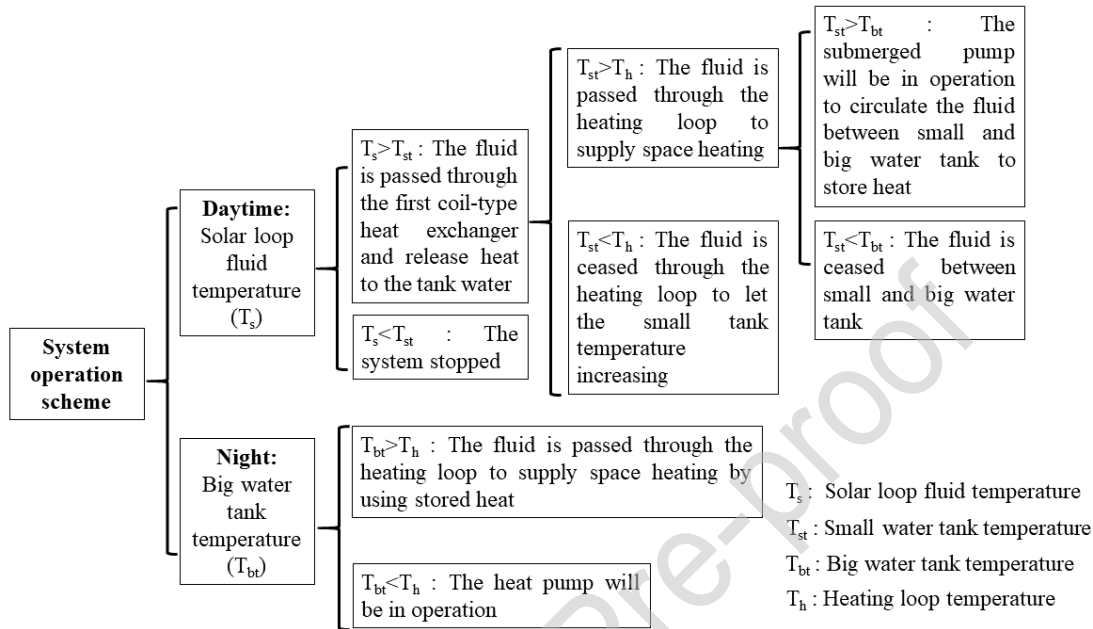 System
operation
scheme
Daytime:
Solar loop
fluid
temperature
(Ts)
Night:
Big water
tank
temperature
(Tbt)
Ts>Tst : The fluid
is passed through
the first coil-type
heat exchanger
and release heat
to the tank water
Ts<Tst : The
system stopped
Tst>Th : The fluid is
passed through the
heating loop to
supply space heating
Tst<Th : The fluid is
ceased through the
heating loop to let
the small tank
temperature
increasing
Tst>Tbt : The
submerged pump
will be in operation
to circulate the fluid
between small and
big water tank to
store heat
Tst<Tbt : The fluid is
ceased between
small and big water
tank
Tbt>Th : The fluid is passed through the
heating loop to supply space heating by
using stored heat
Tbt<Th : The heat pump will
be in operation
Ts : Solar loop fluid temperature
Tst : Small water tank temperature
Tbt : Big water tank temperature
Th : Heating loop temperature
Pre-proof